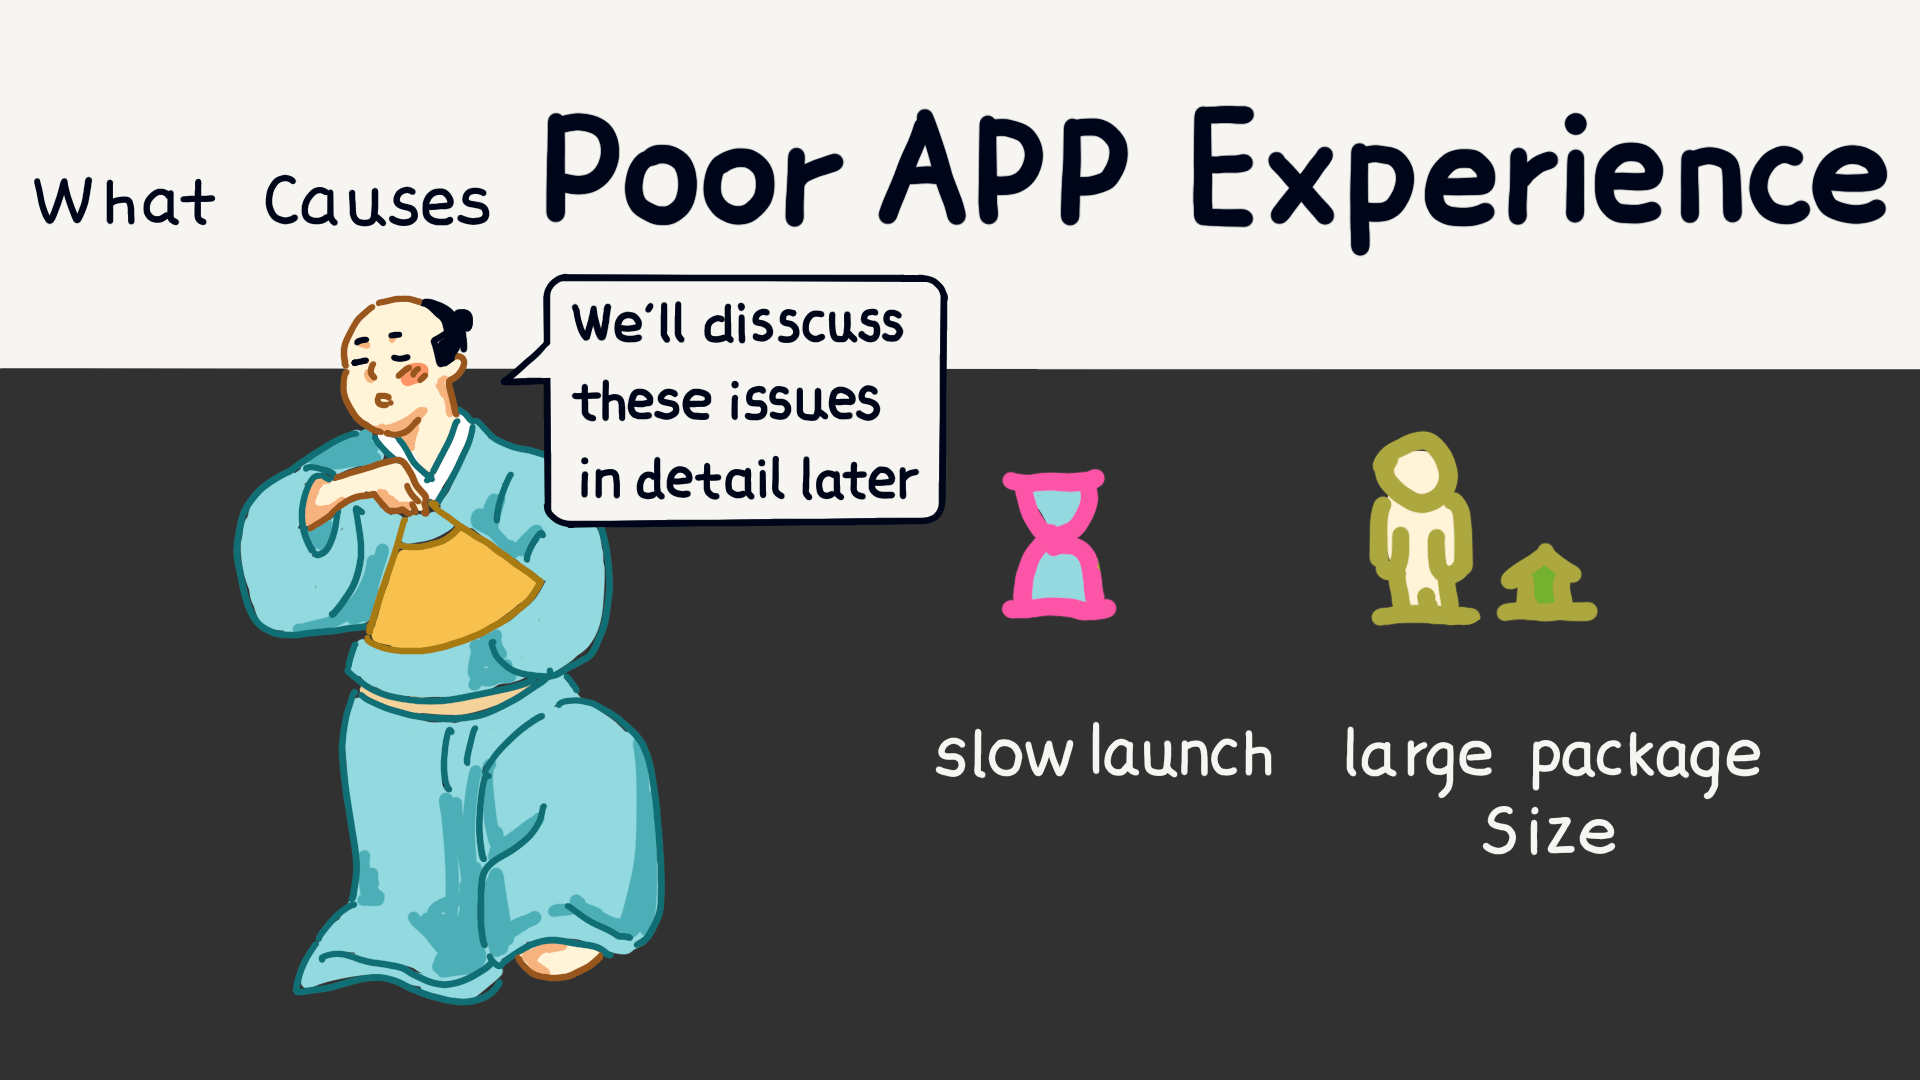 What Causes Poor APP Experience
We'll disscuss
these issues
in detail later
slow launch
large package
Size